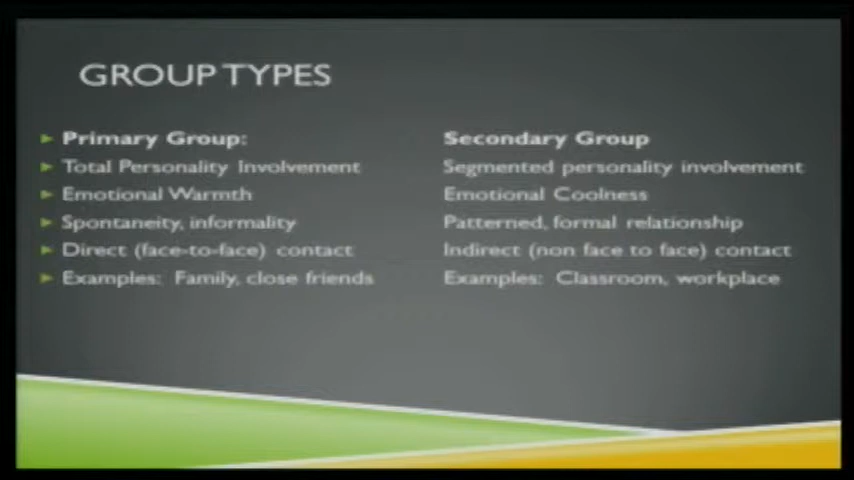 GROUP TYPES
Primary Group: Secondary Group
Total Personality Involvement Segmented personality involvement
Emotional Warmth Emotional Coolness
Spontaneity, informality Patterned, formal relationship
Direct (face-to-face) contact Indirect (non face to face) contact
Examples: Family, close friends Examples: Classroom, workplace